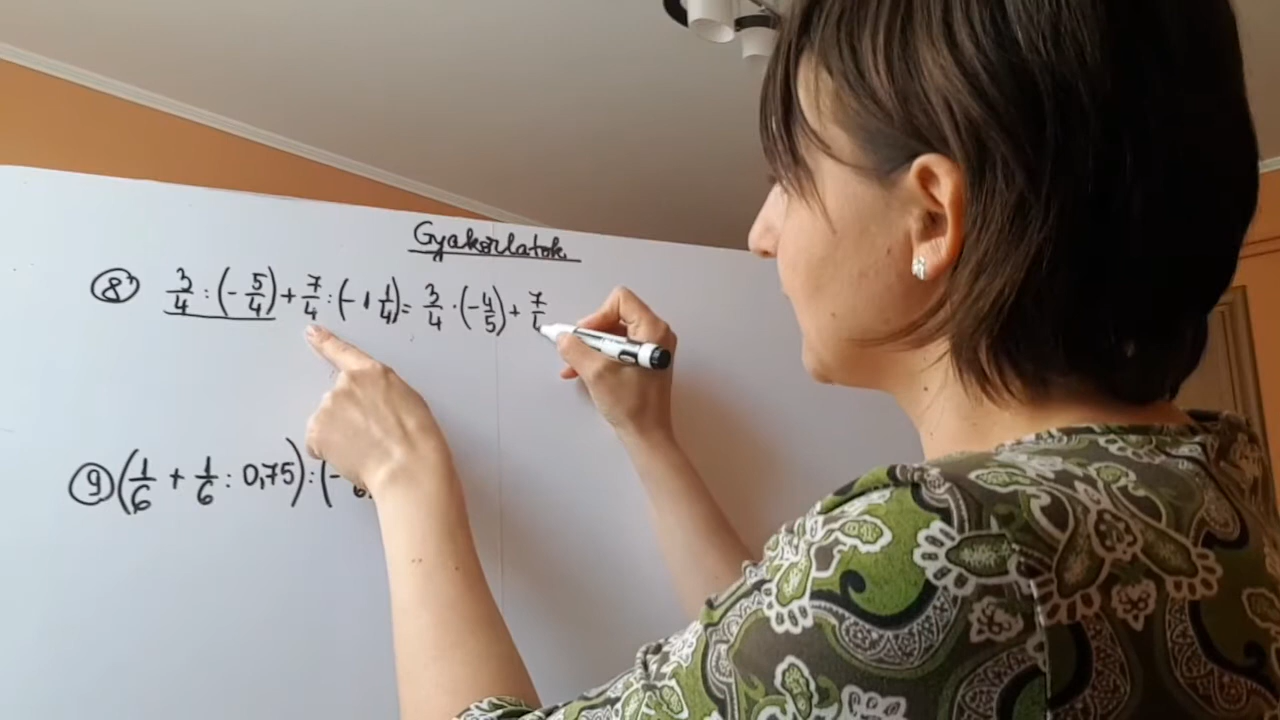 Gyakorlatok
⑧ 3/4 : (- 5/4) + 7/4 : (- 1 1/4) = 3/4 · (- 4/5) + 7/4
⑨ (1/6 + 1/6 : 0,75) : (-